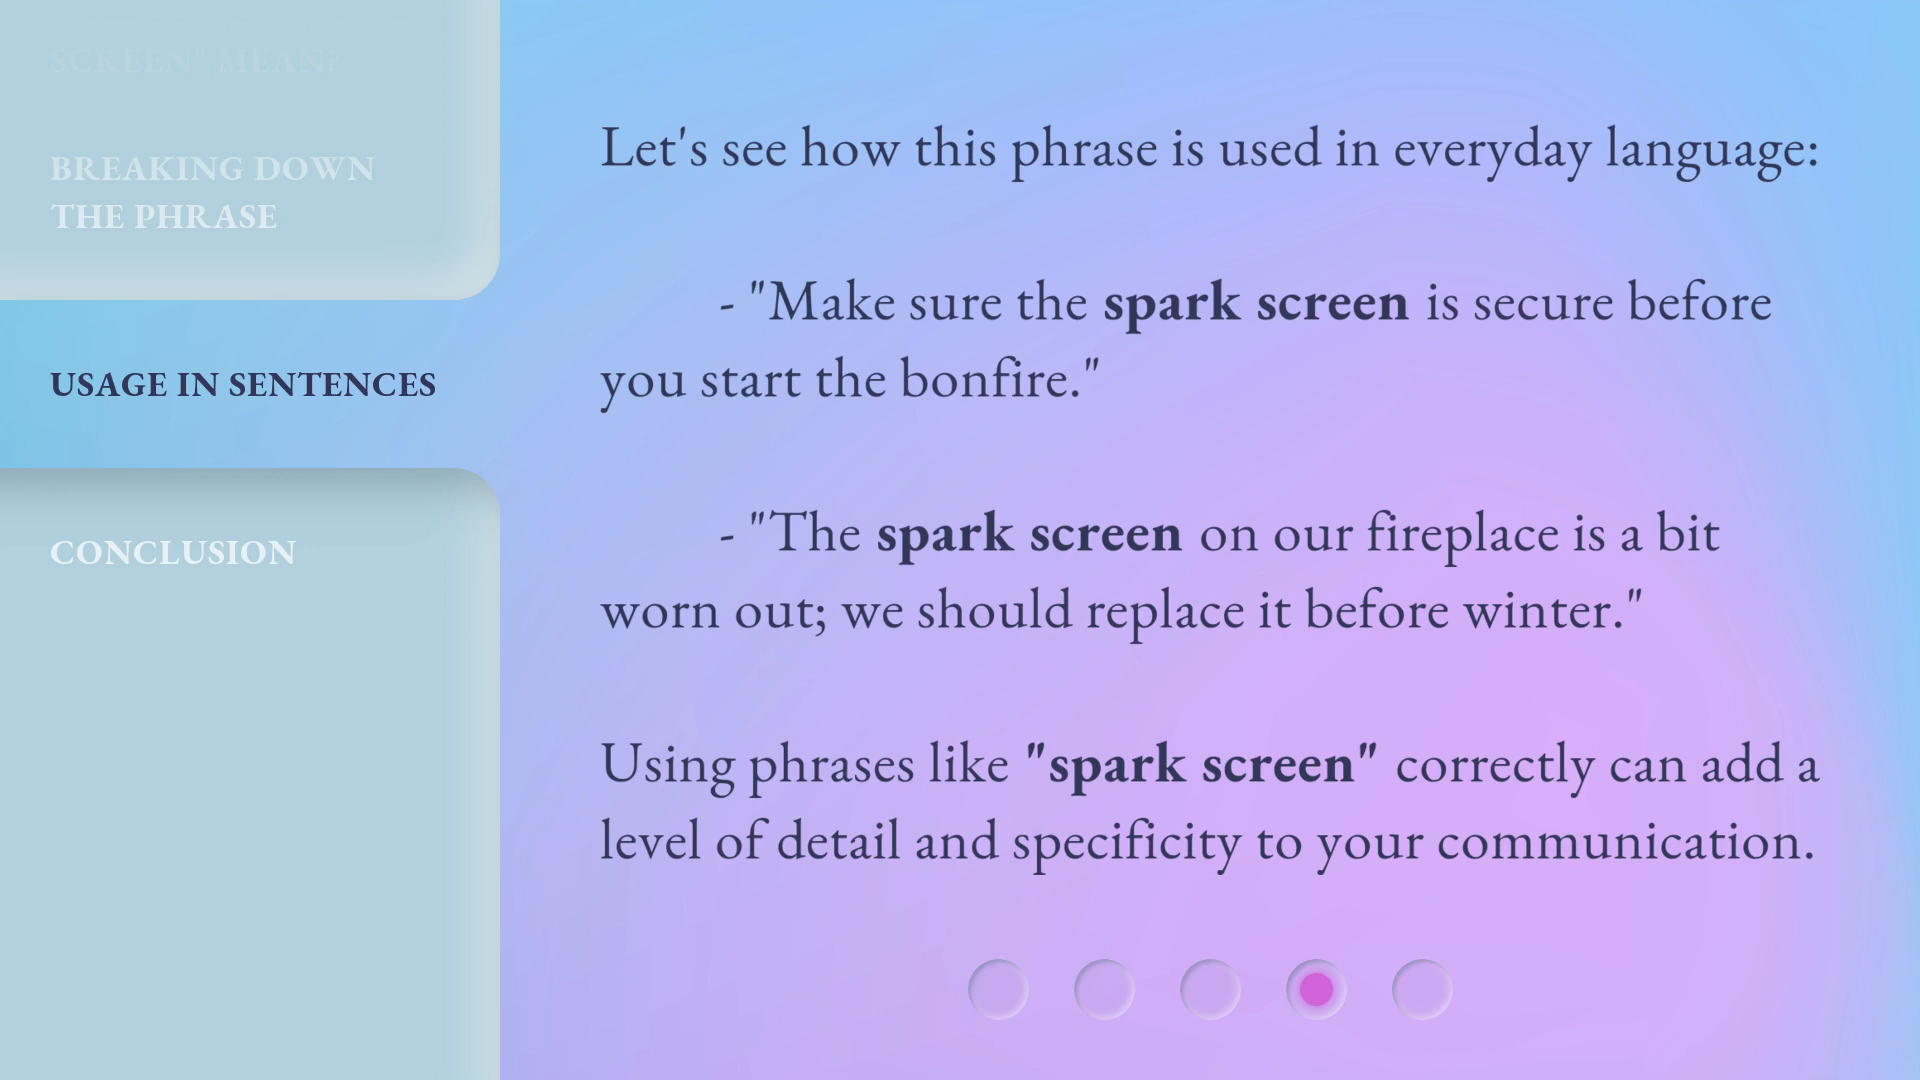 SCREEN" MEAN?
BREAKING DOWN
THE PHRASE
USAGE IN SENTENCES
CONCLUSION
Let's see how this phrase is used in everyday language:
- "Make sure the spark screen is secure before
you start the bonfire."
- "The spark screen on our fireplace is a bit
worn out; we should replace it before winter."
Using phrases like "spark screen" correctly can add a
level of detail and specificity to your communication.